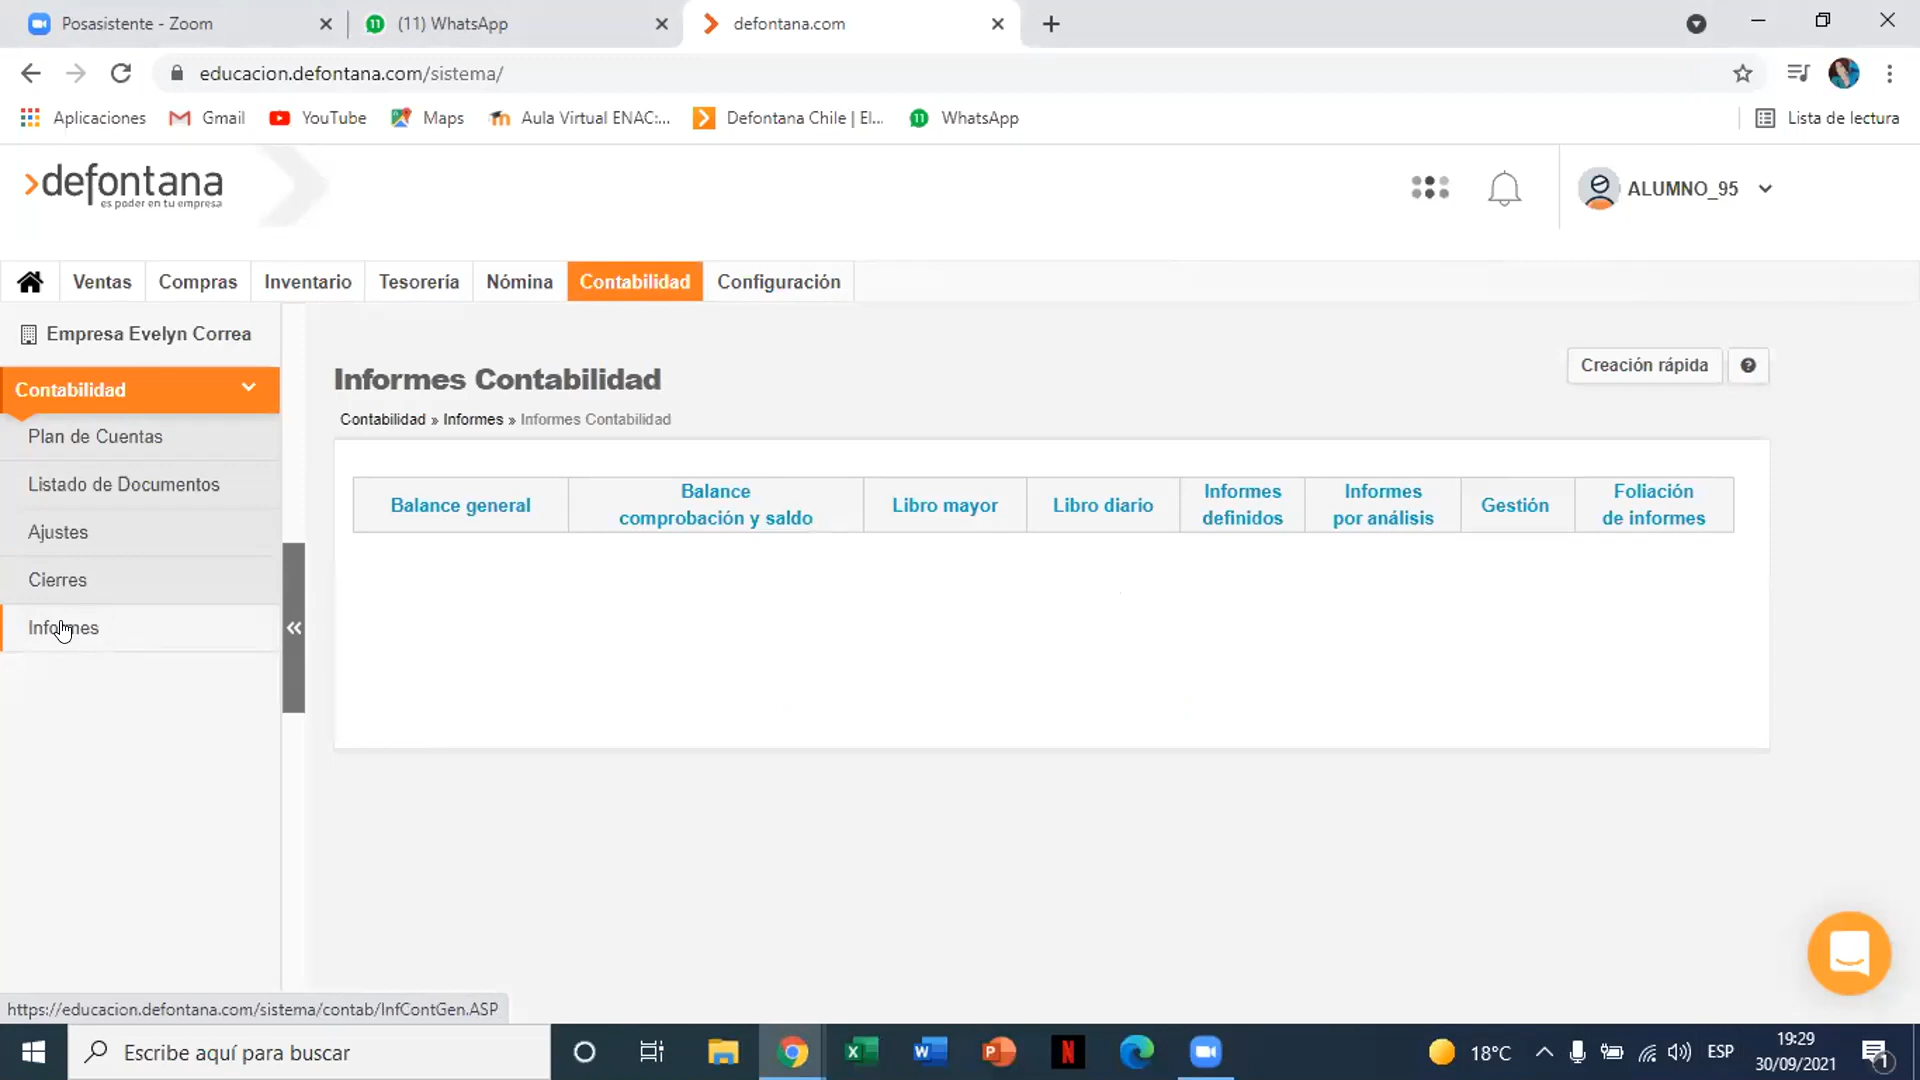 Posasistente - Zoom
(11) WhatsApp
defontana.com
educacion.defontana.com/sistema/
Aplicaciones
Gmail
YouTube
Maps
Aula Virtual ENAC:...
Defontana Chile | El...
11
WhatsApp
Lista de lectura
defontana
es poder en tu empresa
ALUMNO_95
Ventas
Compras
Inventario
Tesorería
Nómina
Contabilidad
Configuración
Empresa Evelyn Correa
Contabilidad
Plan de Cuentas
Listado de Documentos
Ajustes
Cierres
Informes
Informes Contabilidad
Creación rápida
Contabilidad » Informes » Informes Contabilidad
Balance general
Balance
comprobación y saldo
Libro mayor
Libro diario
Informes
definidos
Informes
por análisis
Gestión
Foliación
de informes
https://educacion.defontana.com/sistema/contab/InfContGen.ASP
Escribe aquí para buscar
18°C
ESP
19:29
30/09/2021
1